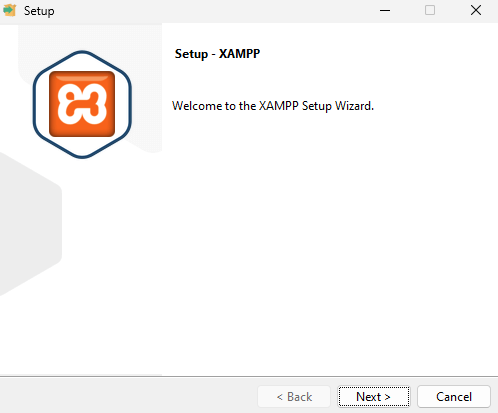 Setup
Setup - XAMPP
Welcome to the XAMPP Setup Wizard.
< Back
Next >
Cancel